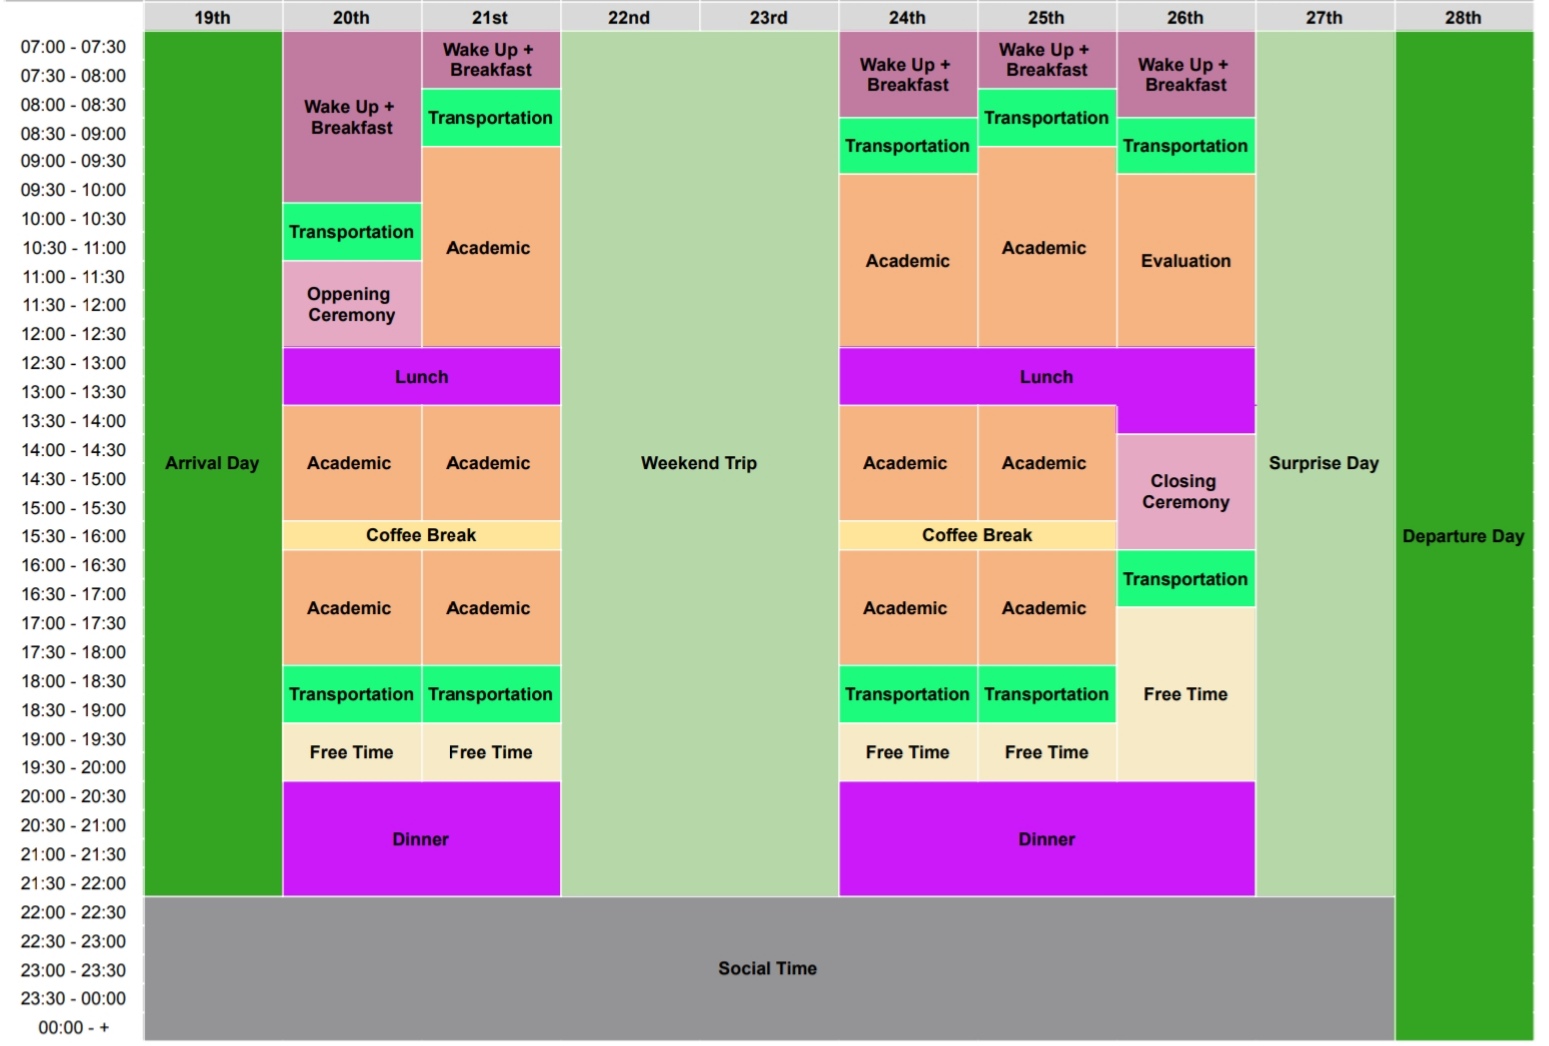 19th 20th 21st 22nd 23rd 24th 25th 26th 27th 28th
07:00 - 07:30
07:30 - 08:00
08:00 - 08:30
08:30 - 09:00
09:00 - 09:30
09:30 - 10:00
10:00 - 10:30
10:30 - 11:00
11:00 - 11:30
11:30 - 12:00
12:00 - 12:30
12:30 - 13:00
13:00 - 13:30
13:30 - 14:00
14:00 - 14:30
14:30 - 15:00
15:00 - 15:30
15:30 - 16:00
16:00 - 16:30
16:30 - 17:00
17:00 - 17:30
17:30 - 18:00
18:00 - 18:30
18:30 - 19:00
19:00 - 19:30
19:30 - 20:00
20:00 - 20:30
20:30 - 21:00
21:00 - 21:30
21:30 - 22:00
22:00 - 22:30
22:30 - 23:00
23:00 - 23:30
23:30 - 00:00
00:00 - +
Arrival Day
Wake Up +
Breakfast
Transportation
Oppening
Ceremony
Lunch
Academic
Coffee Break
Academic
Transportation
Free Time
Dinner
Wake Up +
Breakfast
Transportation
Academic
Academic
Academic
Transportation
Free Time
Weekend Trip
Wake Up +
Breakfast
Transportation
Academic
Lunch
Academic
Coffee Break
Academic
Transportation
Free Time
Dinner
Wake Up +
Breakfast
Transportation
Academic
Academic
Academic
Transportation
Free Time
Wake Up +
Breakfast
Transportation
Evaluation
Closing
Ceremony
Transportation
Free Time
Surprise Day
Departure Day
Social Time